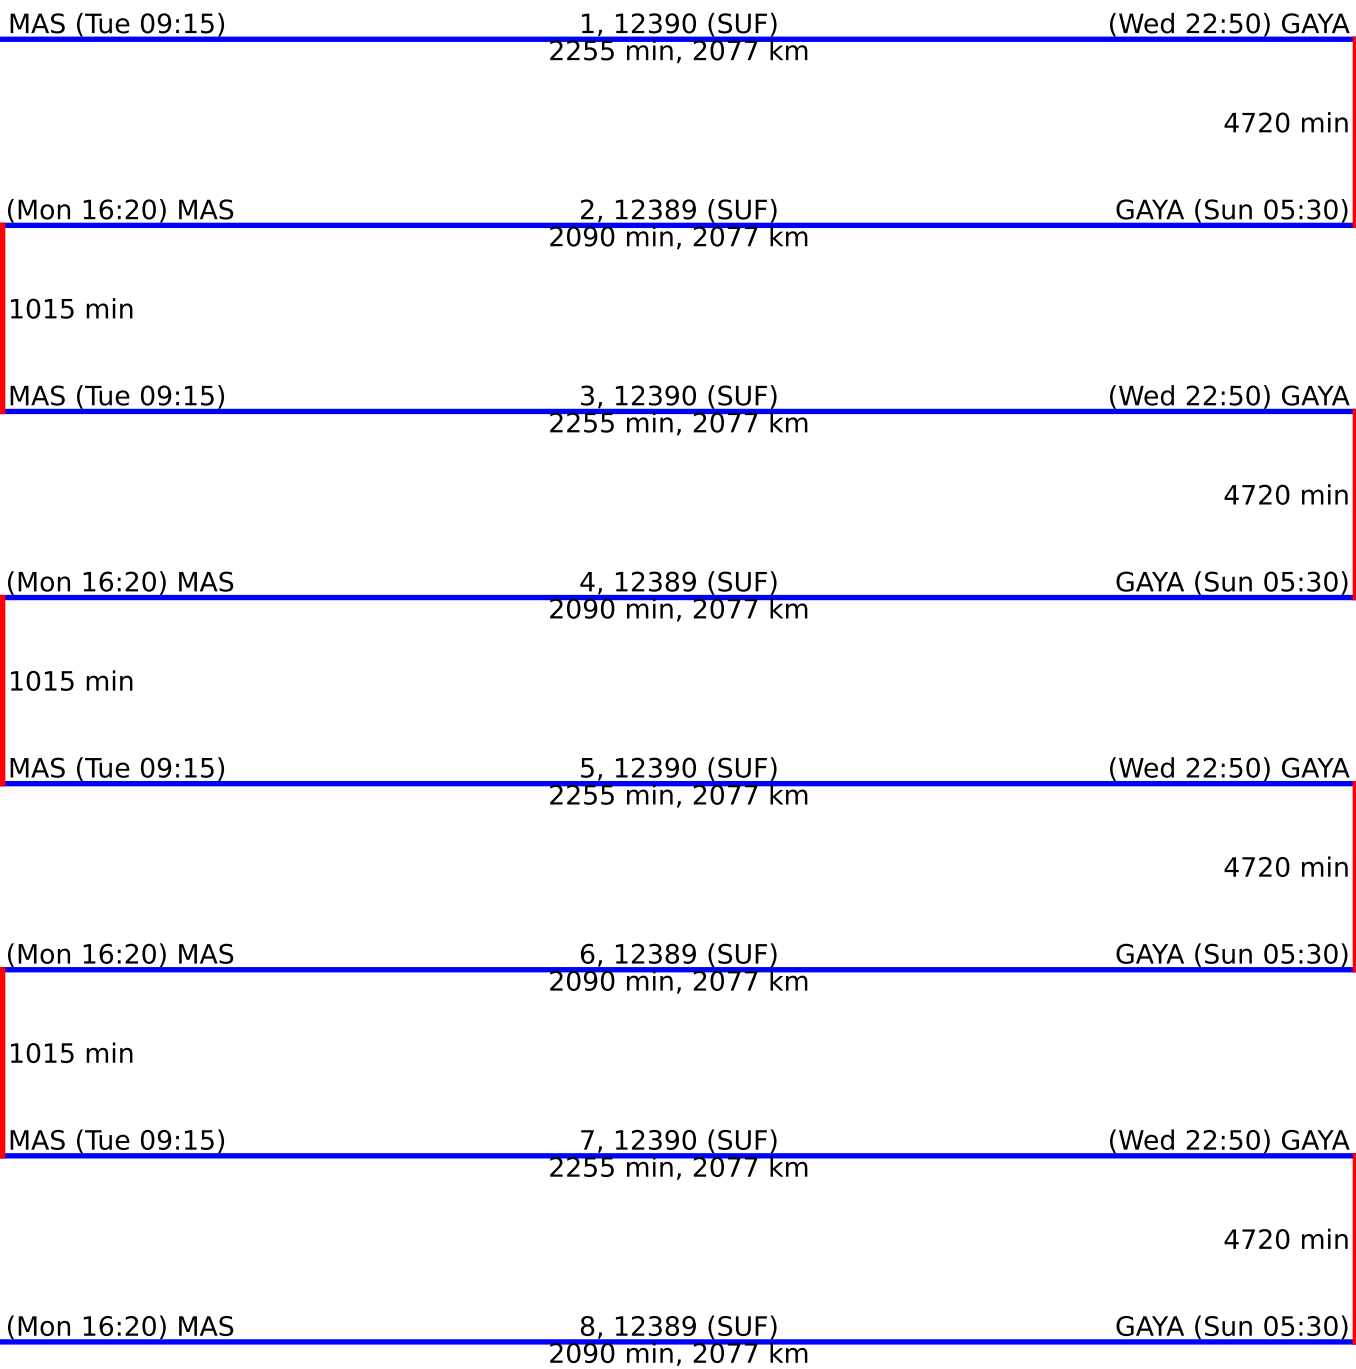 MAS (Tue 09:15) 1, 12390 (SUF) (Wed 22:50) GAYA
2255 min, 2077 km
4720 min
(Mon 16:20) MAS 2, 12389 (SUF) GAYA (Sun 05:30)
2090 min, 2077 km
1015 min
MAS (Tue 09:15) 3, 12390 (SUF) (Wed 22:50) GAYA
2255 min, 2077 km
4720 min
(Mon 16:20) MAS 4, 12389 (SUF) GAYA (Sun 05:30)
2090 min, 2077 km
1015 min
MAS (Tue 09:15) 5, 12390 (SUF) (Wed 22:50) GAYA
2255 min, 2077 km
4720 min
(Mon 16:20) MAS 6, 12389 (SUF) GAYA (Sun 05:30)
2090 min, 2077 km
1015 min
MAS (Tue 09:15) 7, 12390 (SUF) (Wed 22:50) GAYA
2255 min, 2077 km
4720 min
(Mon 16:20) MAS 8, 12389 (SUF) GAYA (Sun 05:30)
2090 min, 2077 km